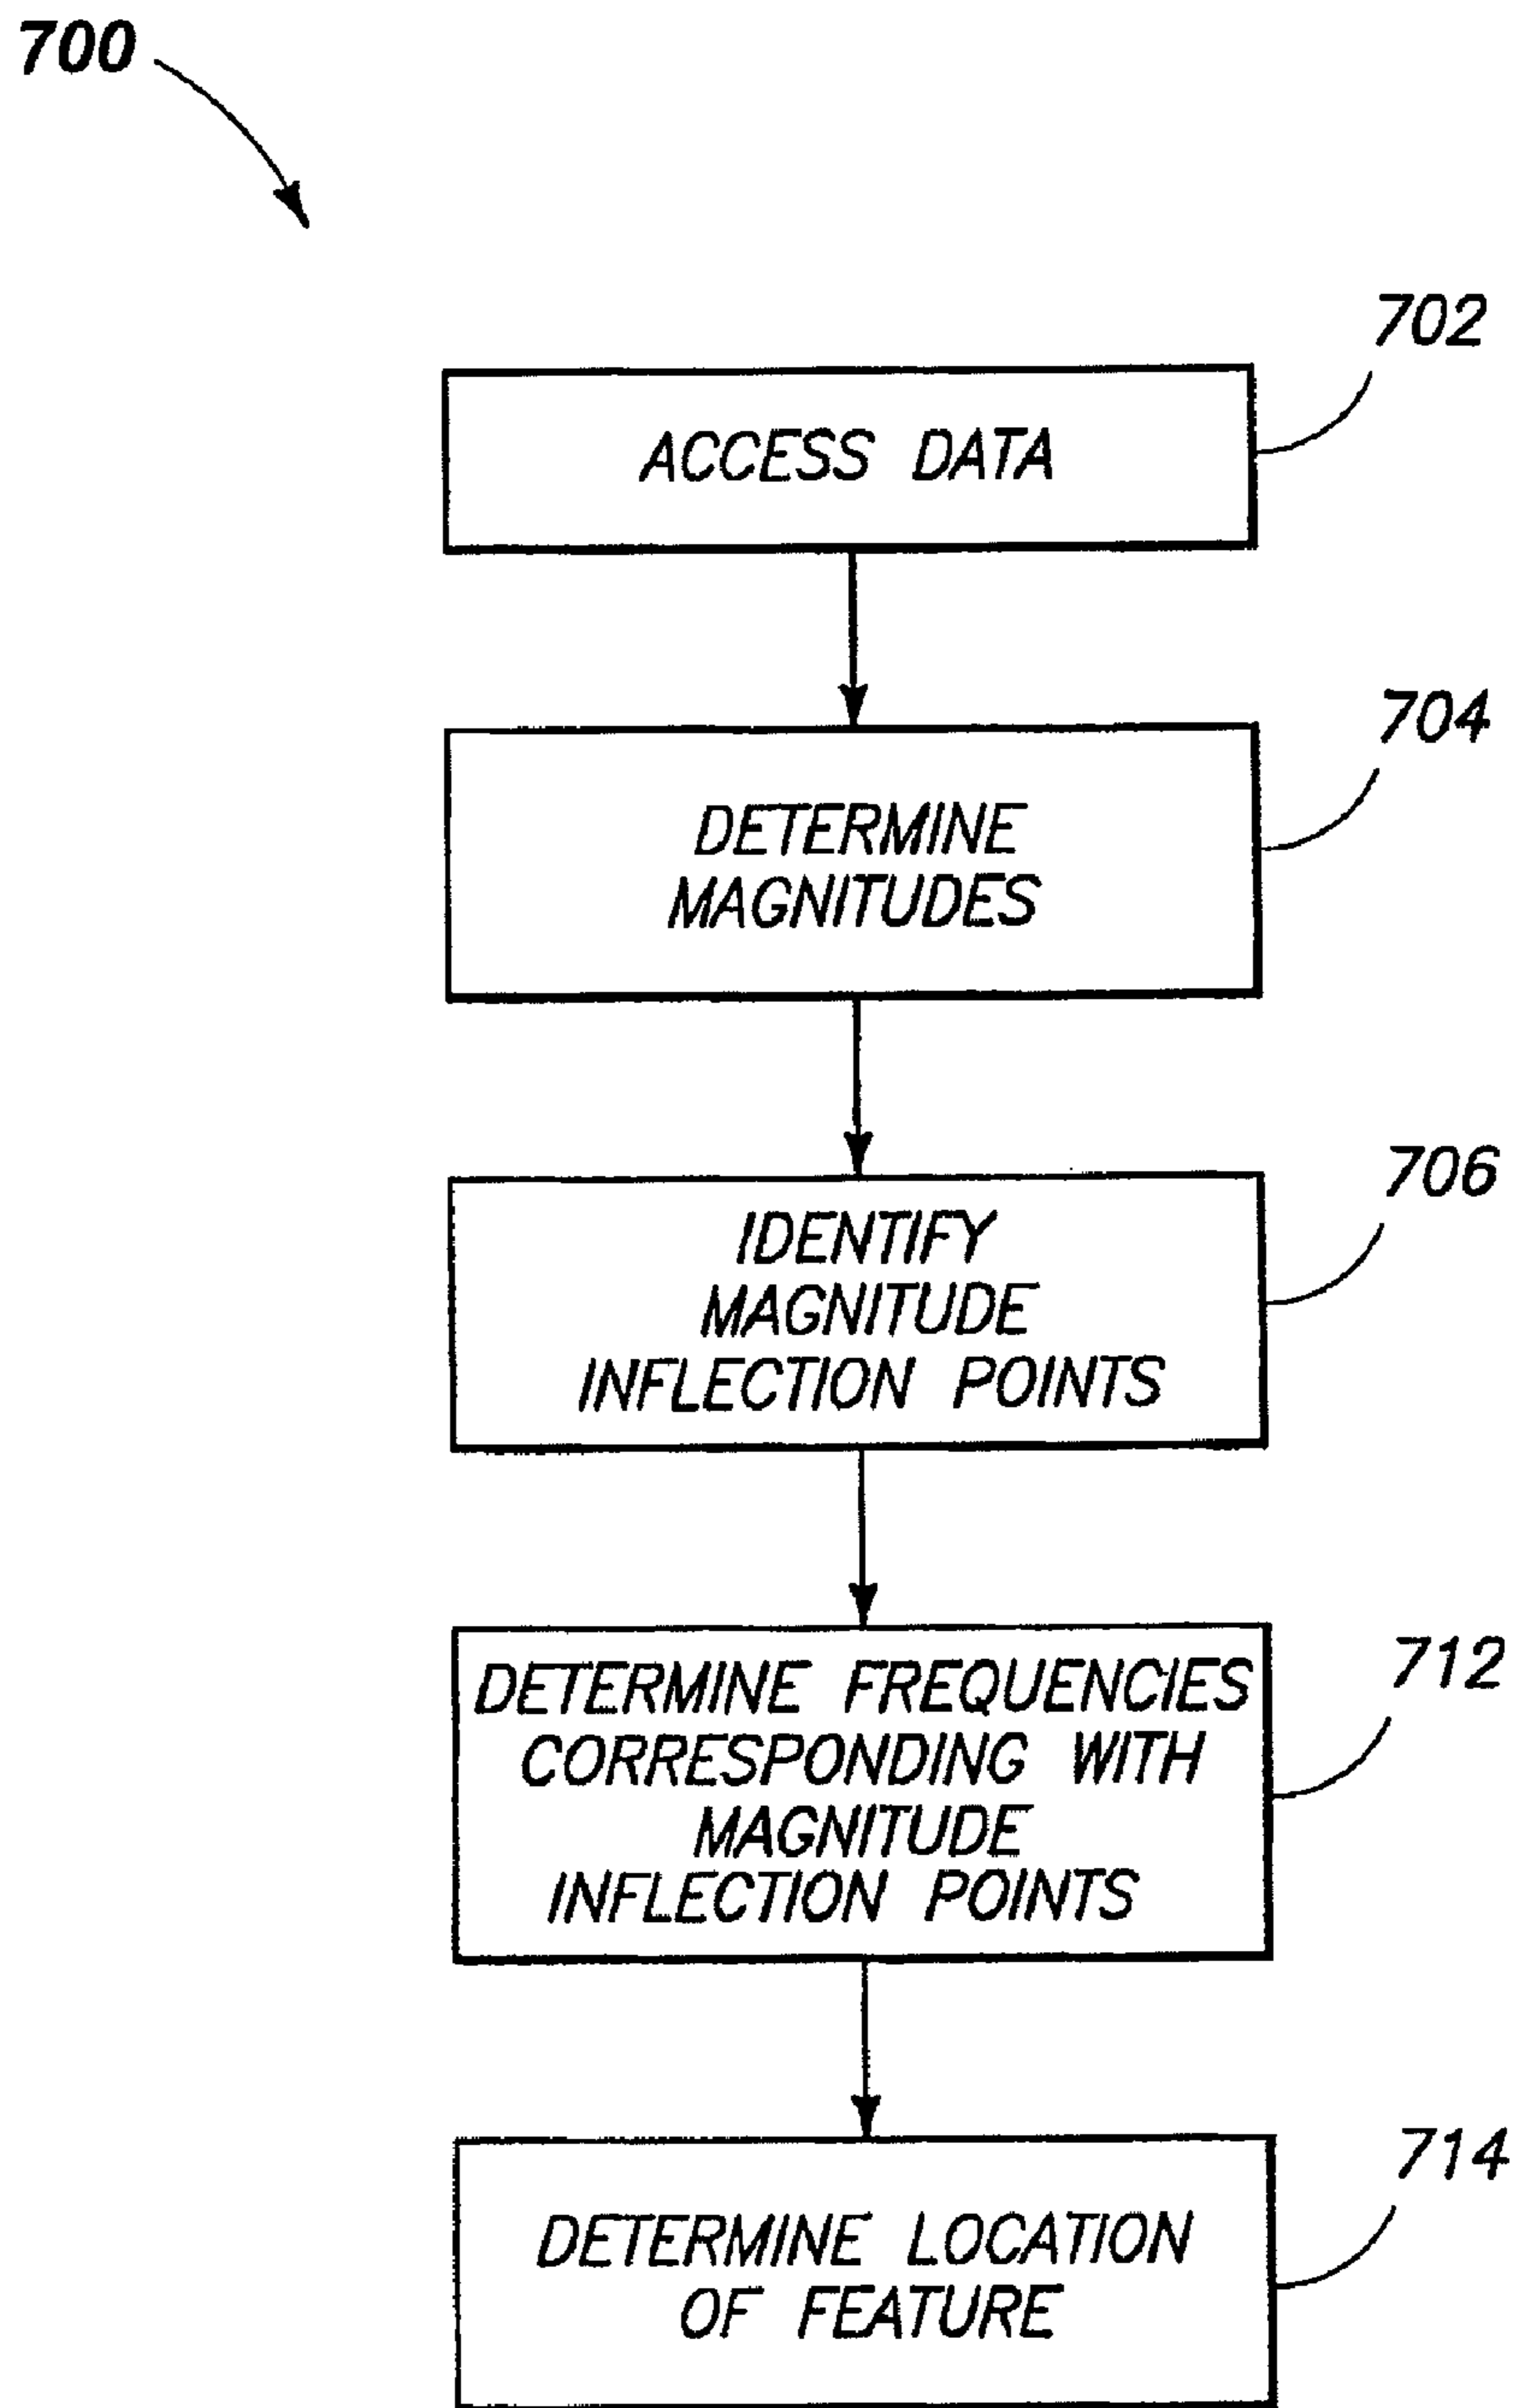 700
702
ACCESS DATA
704
DETERMINE
MAGNITUDES
706
IDENTIFY
MAGNITUDE
INFLECTION POINTS
712
DETERMINE FREQUENCIES
CORRESPONDING WITH
MAGNITUDE
INFLECTION POINTS
714
DETERMINE LOCATION
OF FEATURE